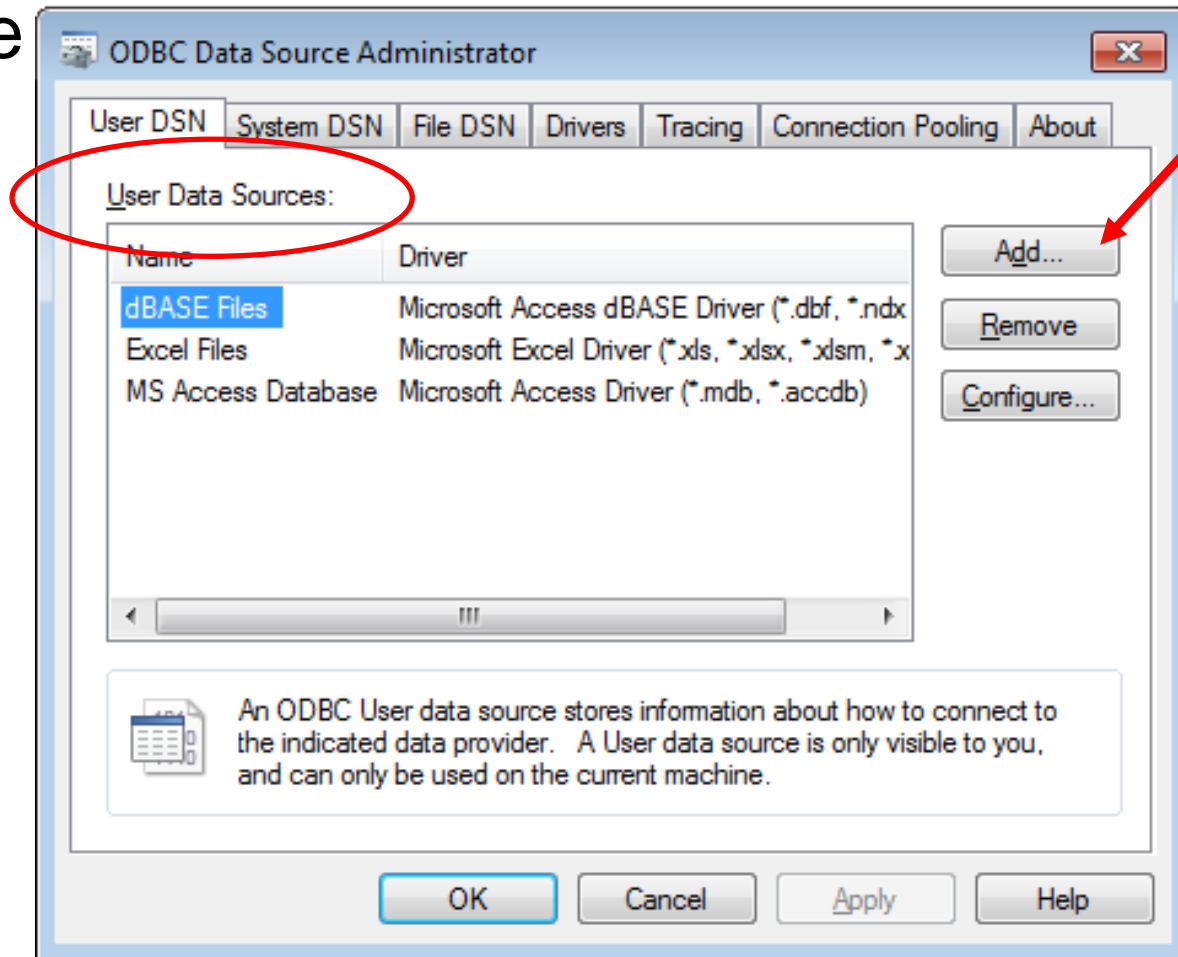 e
ODBC Data Source Administrator
User DSN System DSN File DSN Drivers Tracing Connection Pooling About
User Data Sources:
Name Driver Add...
dBASE Files Microsoft Access dBASE Driver (*.dbf, *.ndx
Remove
Excel Files Microsoft Excel Driver (*.xls, *.xlsx, *.xlsm, *.x
MS Access Database Microsoft Access Driver (*.mdb, *.accdb)
Configure...
An ODBC User data source stores information about how to connect to
the indicated data provider. A User data source is only visible to you,
and can only be used on the current machine.
OK Cancel Apply Help